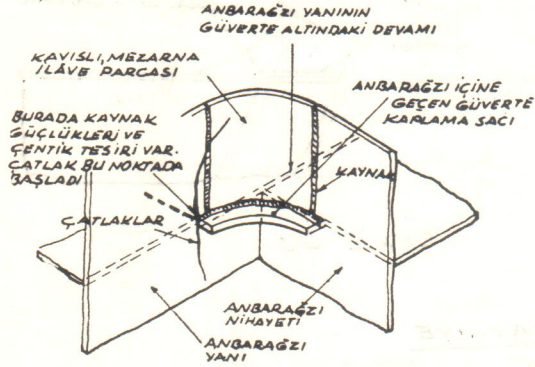 ANBARAĞZI YANININ
GÜVERTE ALTINDAKİ DEVAMI
KAVİSLİ, MEZARNA
İLÂVE PARÇASI
ANBARAĞZI İÇİNE
GEÇEN GÜVERTE
KAPLAMA SACI
BURADA KAYNAK
GÜÇLÜKLERİ VE
ÇENTİK TESİRİ VAR.
ÇATLAK BU NOKTADA
BAŞLADI
KAYNAK
ÇATLAKLAR
ANBARAĞZI
NİHAYETİ
ANBARAĞZI
YANI